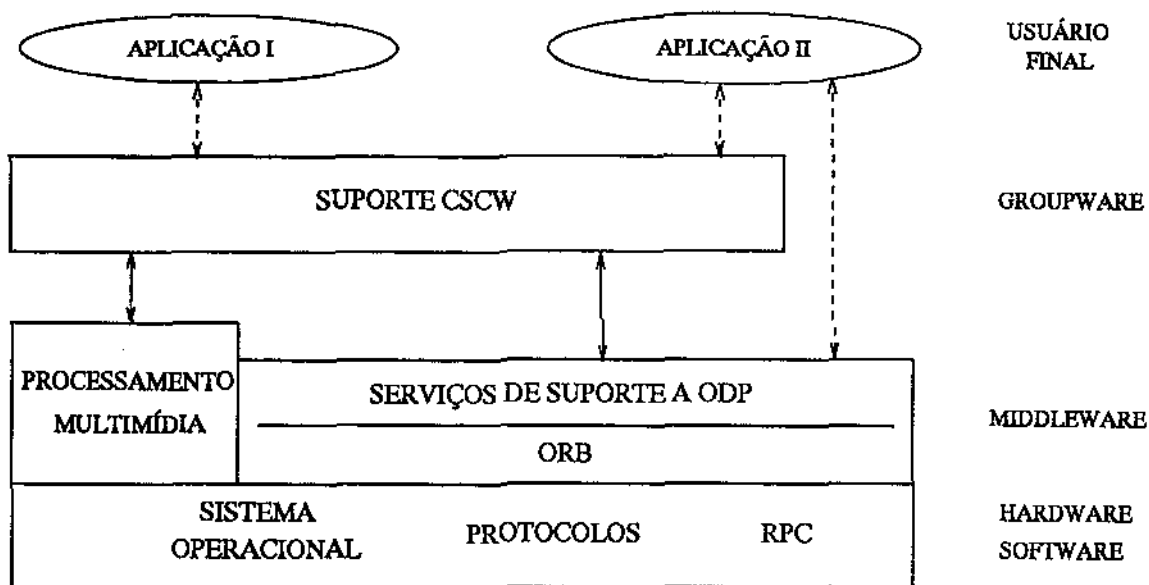 APLICAÇÃO I
APLICAÇÃO II
USUÁRIO
FINAL
SUPORTE CSCW
GROUPWARE
PROCESSAMENTO
MULTIMÍDIA
SERVIÇOS DE SUPORTE A ODP
ORB
MIDDLEWARE
SISTEMA
OPERACIONAL
PROTOCOLOS
RPC
HARDWARE
SOFTWARE